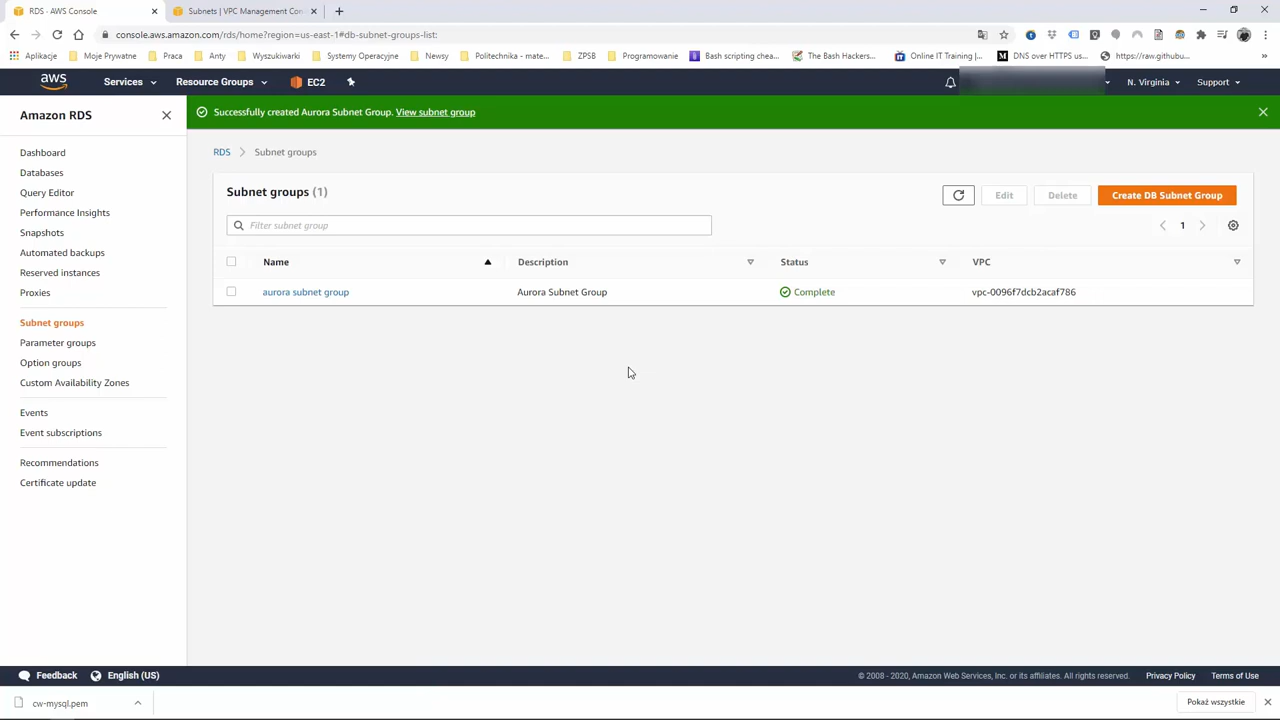 RDS - AWS Console
Subnets | VPC Management Con
console.aws.amazon.com/rds/home?region=us-east-1#db-subnet-groups-list:
Aplikacje
Moje Prywatne
Praca
Anty
Wyszukiwarki
Politechnika - mate...
Systemy Operacyjne
Newsy
ZPSB
Programowanie
Bash scripting chea...
The Bash Hackers...
Online IT Training |...
DNS over HTTPS us...
https://raw.githubu...
»
aws
Services
Resource Groups
EC2
N. Virginia
Support
Amazon RDS
Successfully created Aurora Subnet Group. View subnet group
Dashboard
Databases
Query Editor
Performance Insights
Snapshots
Automated backups
Reserved instances
Proxies
Subnet groups
Parameter groups
Option groups
Custom Availability Zones
Events
Event subscriptions
Recommendations
Certificate update
RDS > Subnet groups
Subnet groups (1)
Edit
Delete
Create DB Subnet Group
Filter subnet group
1
Name
Description
Status
VPC
aurora subnet group
Aurora Subnet Group
Complete
vpc-0096f7dcb2acaf786
Feedback
English (US)
© 2008 - 2020, Amazon Web Services, Inc. or its affiliates. All rights reserved.
Privacy Policy
Terms of Use
cw-mysql.pem
Pokaż wszystkie